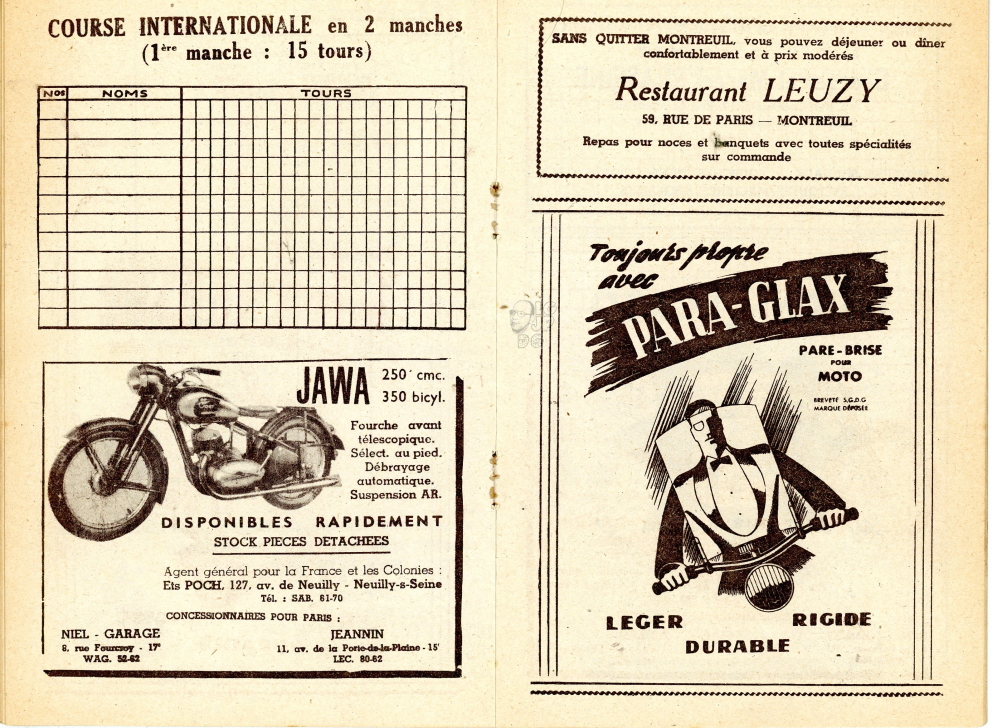 COURSE INTERNATIONALE en 2 manches
(1ère manche : 15 tours)
Nos NOMS TOURS
JAWA 250 cmc.
350 bicyl.
Fourche avant
télescopique.
Sélect. au pied.
Débrayage
automatique.
Suspension AR.
DISPONIBLES RAPIDEMENT
STOCK PIECES DETACHEES
Agent général pour la France et les Colonies :
Ets POCH, 127, av. de Neuilly - Neuilly-s-Seine
Tél. : SAB. 61-70
CONCESSIONNAIRES POUR PARIS :
NIEL - GARAGE
8, rue Fourcroy - 17e
WAG. 52-62
JEANNIN
11, av. de la Porte-de-la-Plaine - 15e
LEC. 80-62
SANS QUITTER MONTREUIL, vous pouvez déjeuner ou dîner
confortablement et à prix modérés
Restaurant LEUZY
59, RUE DE PARIS — MONTREUIL
Repas pour noces et banquets avec toutes spécialités
sur commande
Toujours propre
avec
PARA-GLAX
PARE-BRISE
POUR
MOTO
BREVETÉ S.G.D.G
MARQUE DÉPOSÉE
LEGER RIGIDE
DURABLE